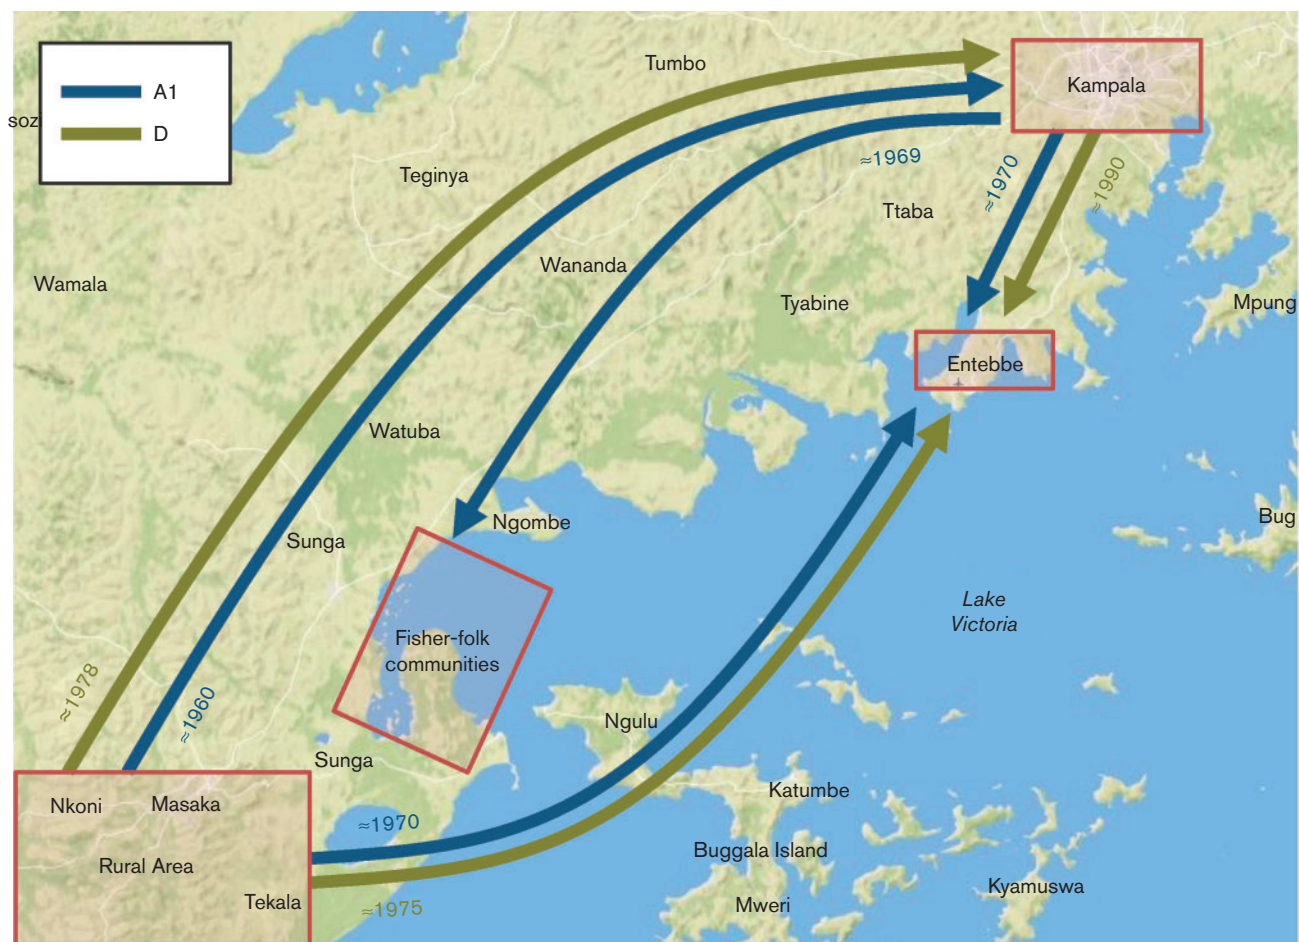 A1
D
soz
Tumbo
Kampala
≈1969
≈1970
≈1990
Teginya
Ttaba
Wananda
Wamala
Tyabine
Mpung
Entebbe
Watuba
Ngombe
Sunga
Bug
Lake
Victoria
Fisher-folk
communities
≈1978
≈1960
Ngulu
Sunga
Katumbe
Nkoni
Masaka
≈1970
Buggala Island
Rural Area
Kyamuswa
Tekala
≈1975
Mweri